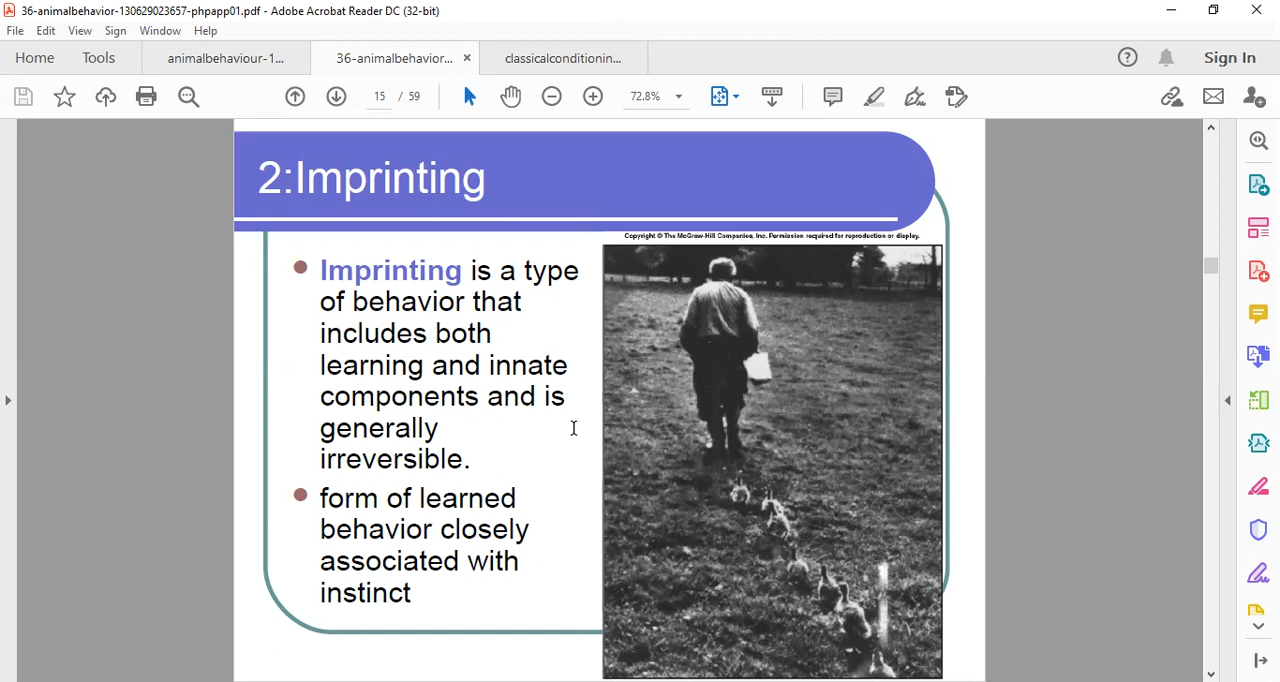 36-animalbehavior-130629023657-phpapp01.pdf - Adobe Acrobat Reader DC (32-bit)
File Edit View Sign Window Help
Home Tools animalbehaviour-1... 36-animalbehavior... × classicalconditionin... Sign In
15 / 59 72.8%
2:Imprinting
Copyright © The McGraw-Hill Companies, Inc. Permission required for reproduction or display.
Imprinting is a type
of behavior that
includes both
learning and innate
components and is
generally
irreversible.
form of learned
behavior closely
associated with
instinct